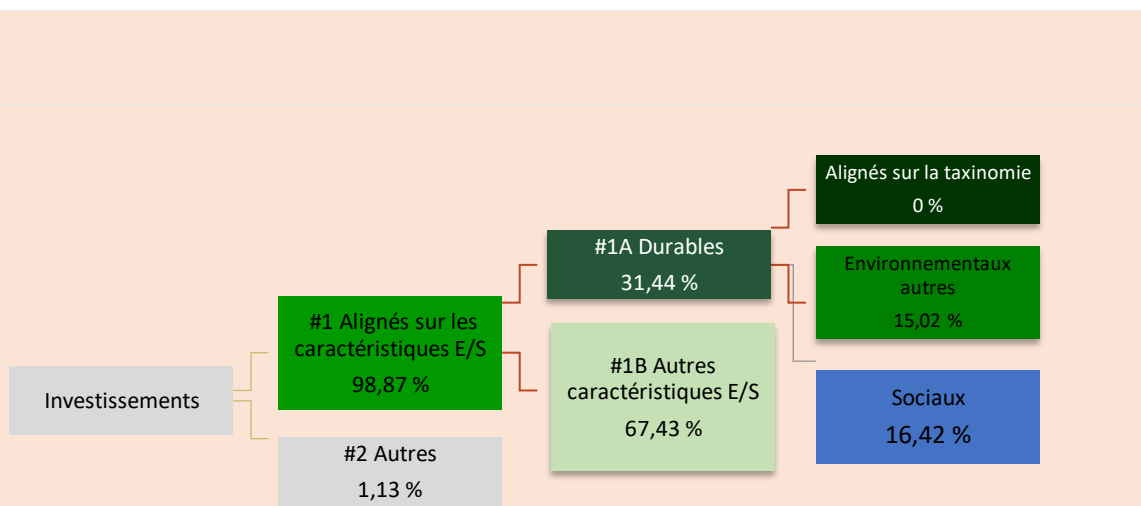 Investissements
#1 Alignés sur les
caractéristiques E/S
98,87 %
#2 Autres
1,13 %
#1A Durables
31,44 %
#1B Autres
caractéristiques E/S
67,43 %
Alignés sur la taxinomie
0 %
Environnementaux
autres
15,02 %
Sociaux
16,42 %